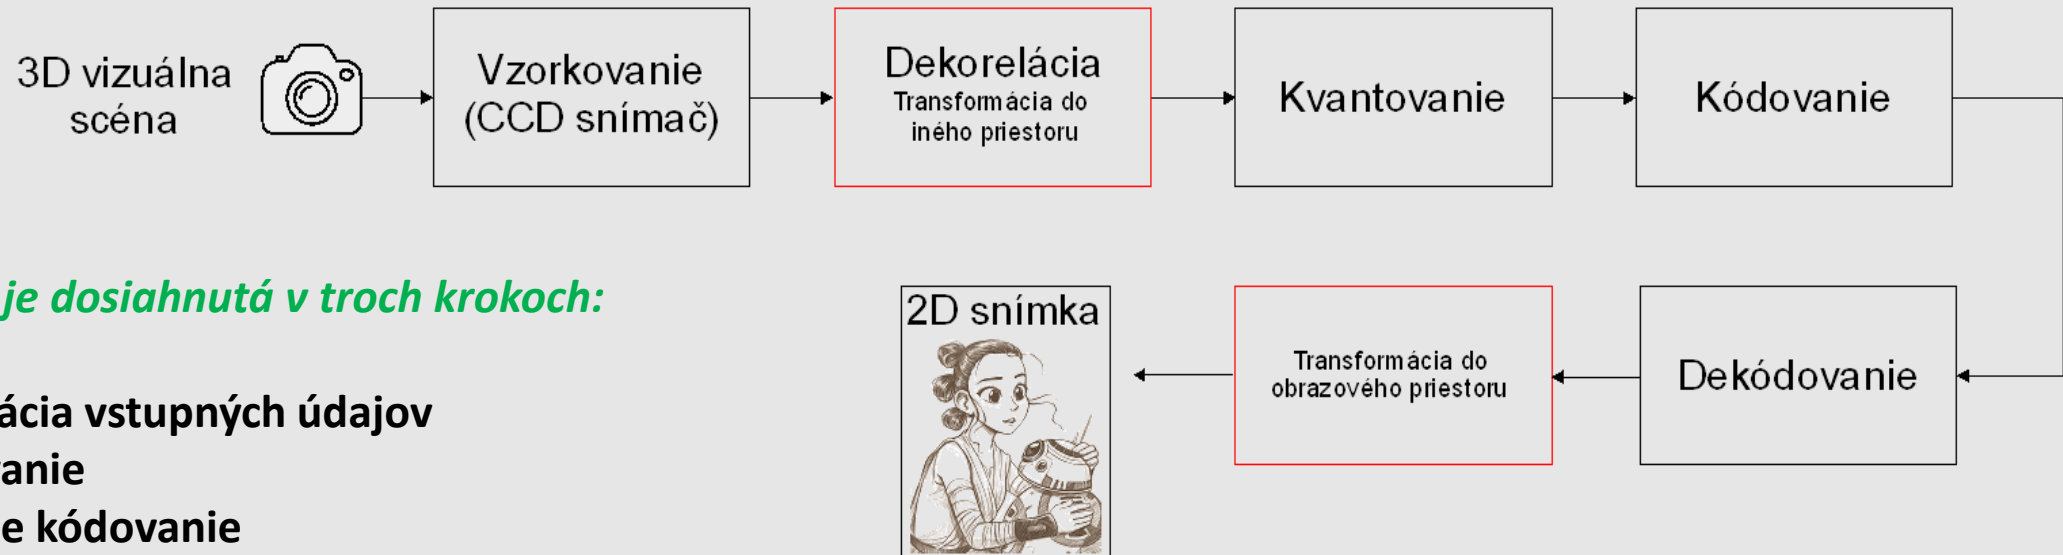 3D vizuálna
scéna
Vzorkovanie
(CCD snímač)
Dekorelácia
Transformácia do
iného priestoru
Kvantovanie
Kódovanie
je dosiahnutá v troch krokoch:
ácia vstupných údajov
vanie
e kódovanie
2D snímka
Transformácia do
obrazového priestoru
Dekódovanie